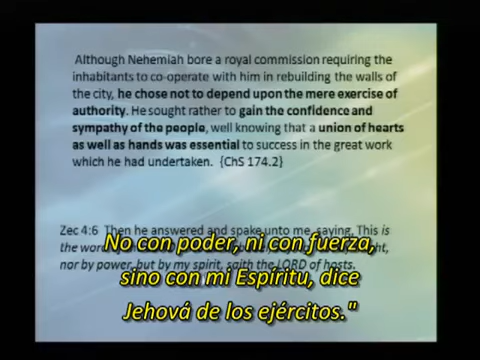 Although Nehemiah bore a royal commission requiring the
inhabitants to co-operate with him in rebuilding the walls of
the city, he chose not to depend upon the mere exercise of
authority. He sought rather to gain the confidence and
sympathy of the people, well knowing that a union of hearts
as well as hands was essential to success in the great work
which he had undertaken. {ChS 174.2}
Zec 4:6 Then he answered and spake unto me, saying, This is
the word
nor by power, but by my spirit, saith the LORD of hosts.
No con poder, ni con fuerza,
sino con mi Espíritu, dice
Jehová de los ejércitos."